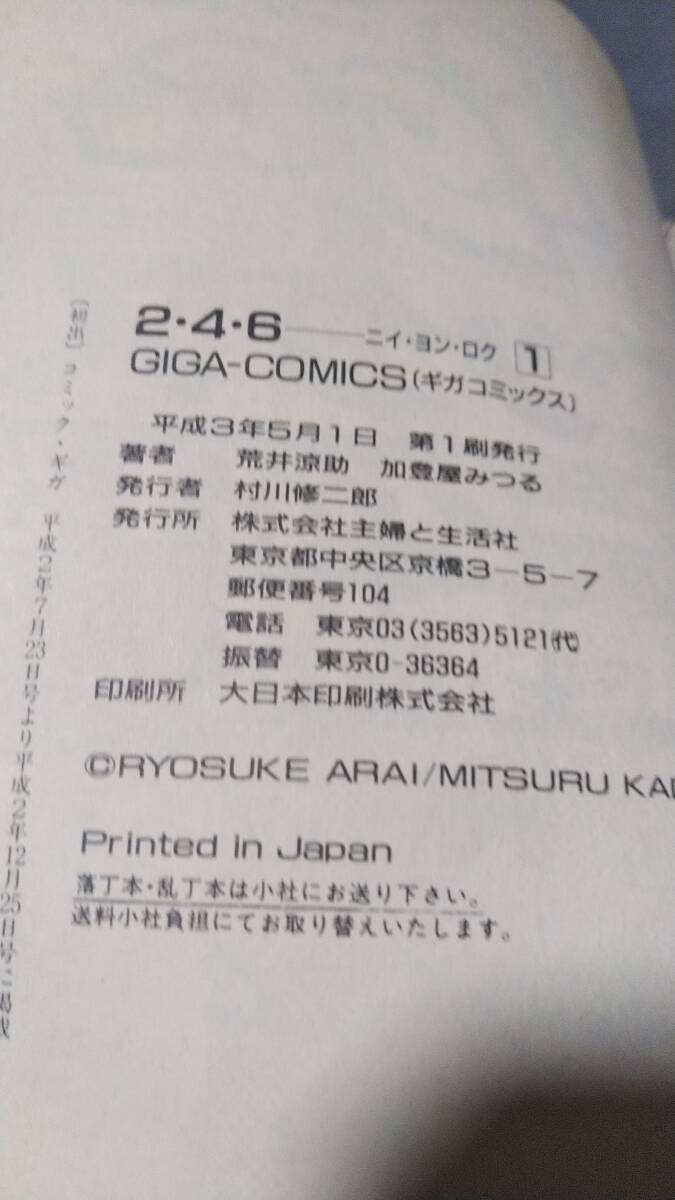 2・4・6――ニイ・ヨン・ロク 1
GIGA-COMICS(ギガコミックス)
平成3年5月1日 第1刷発行
著者 荒井涼助 加登屋みつる
発行者 村川修二郎
発行所 株式会社主婦と生活社
東京都中央区京橋3-5-7
郵便番号104
電話 東京03(3563)5121代
振替 東京0-36364
印刷所 大日本印刷株式会社
©RYOSUKE ARAI/MITSURU
Printed in Japan
落丁本・乱丁本は小社にお送り下さい。
送料小社負担にてお取り替えいたします。
〔初出〕コミック・ギガ 平成2年7月23日号より平成2年12月25日号に掲載